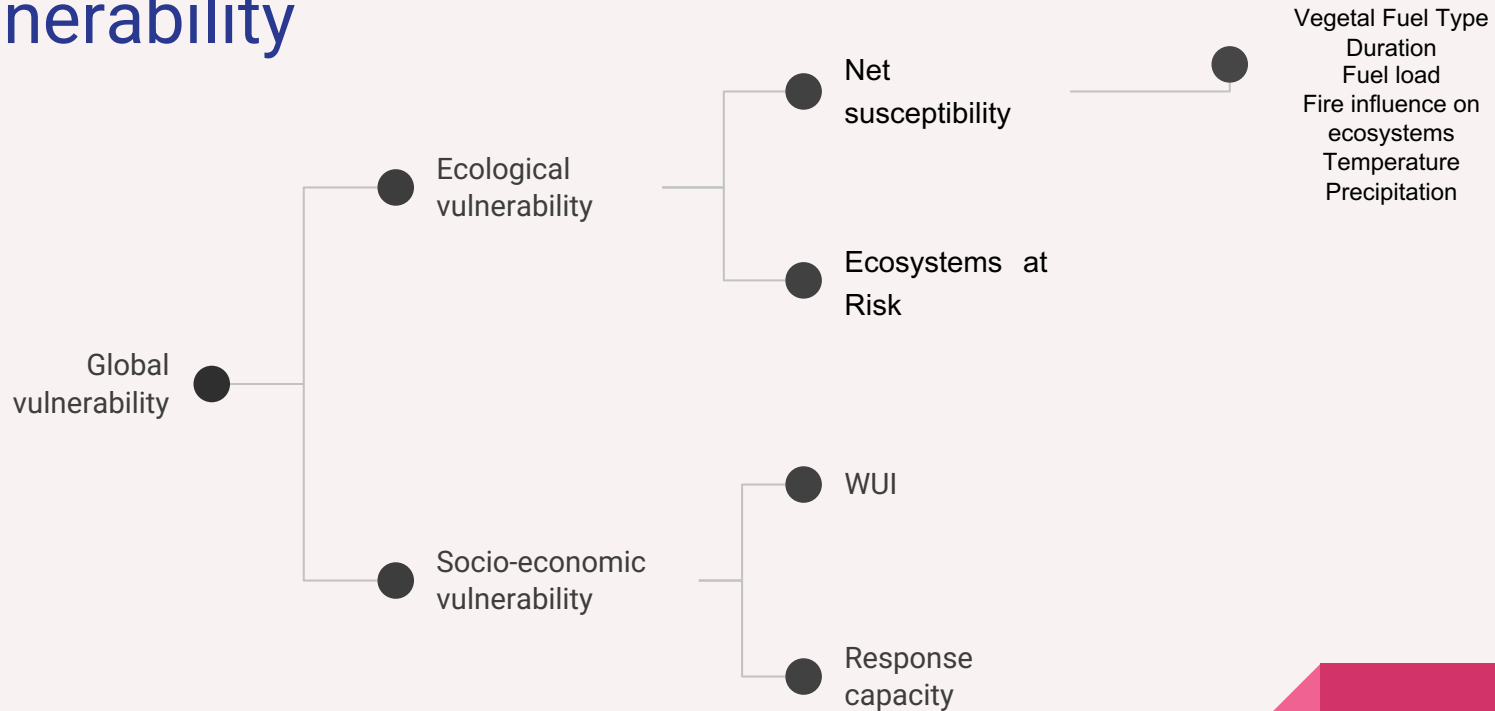 nerability
Vegetal Fuel Type
Duration
Fuel load
Fire influence on
ecosystems
Temperature
Precipitation
Net
susceptibility
Ecological
vulnerability
Ecosystems at
Risk
Global
vulnerability
WUI
Socio-economic
vulnerability
Response
capacity